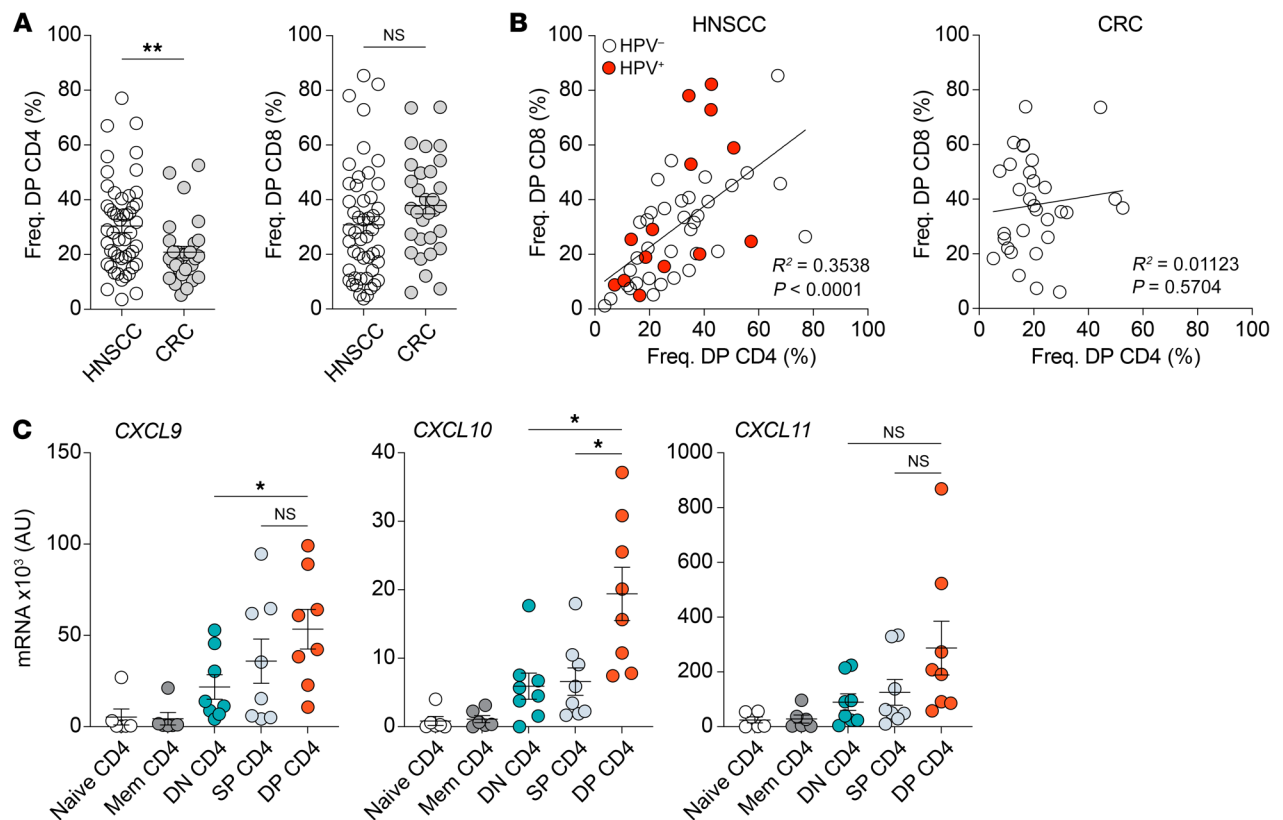 A
100
80
60
40
20
0
Freq. DP CD4 (%)
**
HNSCC
CRC
100
80
60
40
20
0
Freq. DP CD8 (%)
NS
HNSCC
CRC
B
HNSCC
HPV⁻
HPV⁺
100
80
60
40
20
0
Freq. DP CD8 (%)
R² = 0.3538
P < 0.0001
0 20 40 60 80 100
Freq. DP CD4 (%)
CRC
100
80
60
40
20
0
Freq. DP CD8 (%)
R² = 0.01123
P = 0.5704
0 20 40 60 80 100
Freq. DP CD4 (%)
C
CXCL9
150
100
50
0
mRNA x10³ (AU)
*
NS
Naive CD4
Mem CD4
DN CD4
SP CD4
DP CD4
CXCL10
40
30
20
10
0
*
*
Naive CD4
Mem CD4
DN CD4
SP CD4
DP CD4
CXCL11
1000
800
600
400
200
0
NS
NS
Naive CD4
Mem CD4
DN CD4
SP CD4
DP CD4